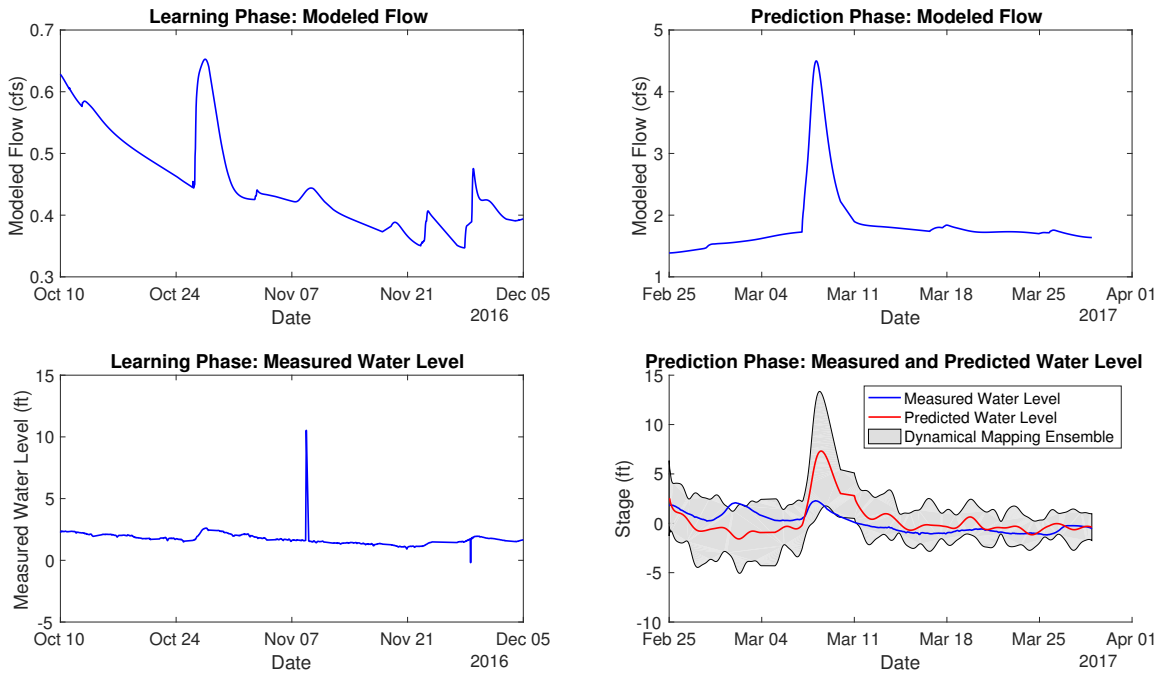 Learning Phase: Modeled Flow
0.7
0.6
0.5
0.4
0.3
Modeled Flow (cfs)
Oct 10 Oct 24 Nov 07 Nov 21 Dec 05
Date 2016
Prediction Phase: Modeled Flow
5
4
3
2
1
Modeled Flow (cfs)
Feb 25 Mar 04 Mar 11 Mar 18 Mar 25 Apr 01
Date 2017
Learning Phase: Measured Water Level
15
10
5
0
-5
Measured Water Level (ft)
Oct 10 Oct 24 Nov 07 Nov 21 Dec 05
Date 2016
Prediction Phase: Measured and Predicted Water Level
15
10
5
0
-5
-10
Stage (ft)
Measured Water Level
Predicted Water Level
Dynamical Mapping Ensemble
Feb 25 Mar 04 Mar 11 Mar 18 Mar 25 Apr 01
Date 2017